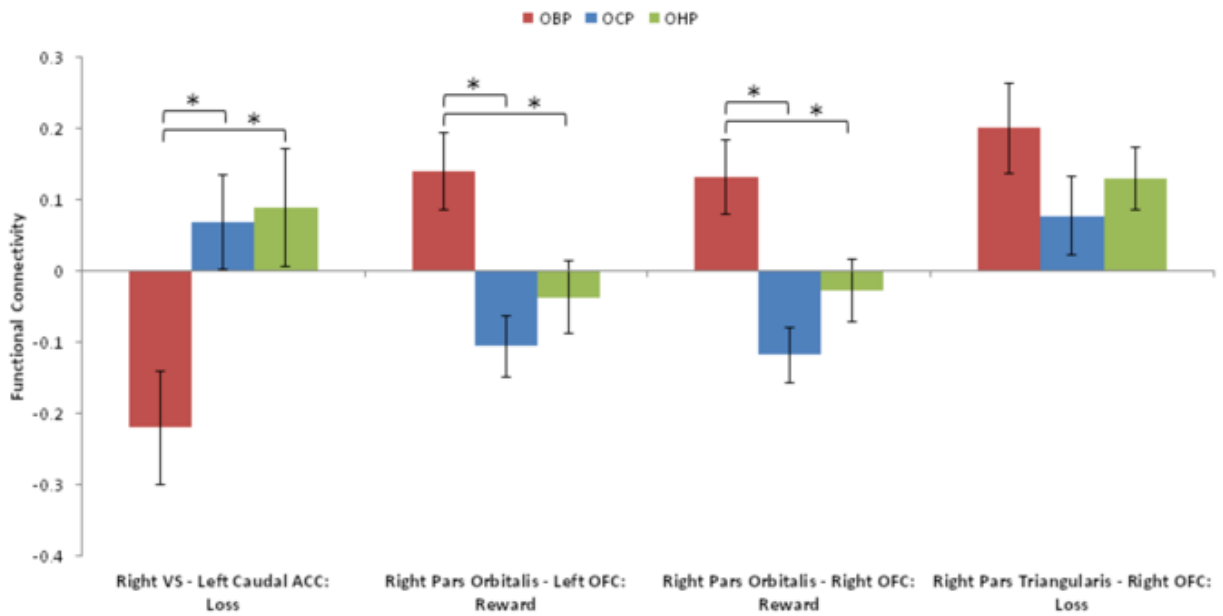 OBP OCP OHP
0.3
* * * * * *
0.2
0.1
0
-0.1
-0.2
-0.3
-0.4
Functional Connectivity
Right VS - Left Caudal ACC: Right Pars Orbitalis - Left OFC: Right Pars Orbitalis - Right OFC: Right Pars Triangularis - Right OFC:
Loss Reward Reward Loss